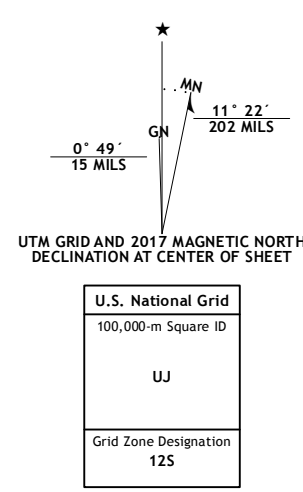 ★
MN
GN
11° 22´
202 MILS
0° 49´
15 MILS
UTM GRID AND 2017 MAGNETIC NORTH
DECLINATION AT CENTER OF SHEET
U.S. National Grid
100,000-m Square ID
UJ
Grid Zone Designation
12S